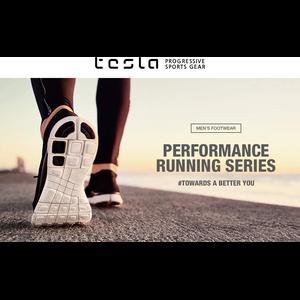 tesla PROGRESSIVE
SPORTS GEAR
MEN'S FOOTWEAR
PERFORMANCE
RUNNING SERIES
#TOWARDS A BETTER YOU